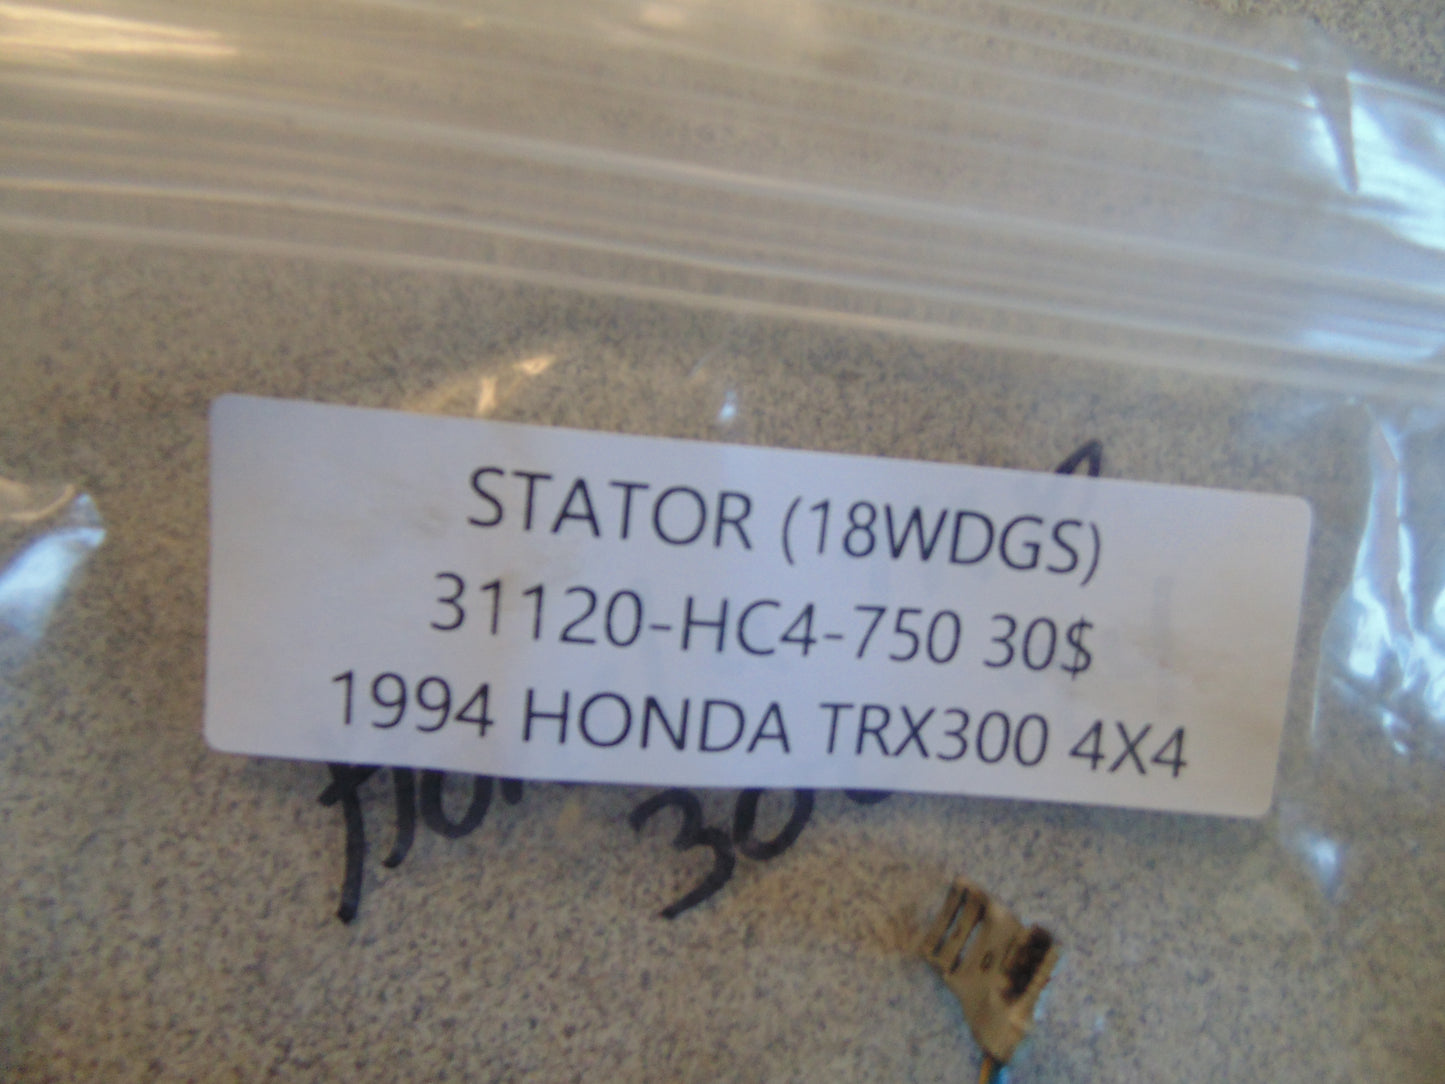 STATOR (18WDGS)
31120-HC4-750 30$
1994 HONDA TRX300 4X4